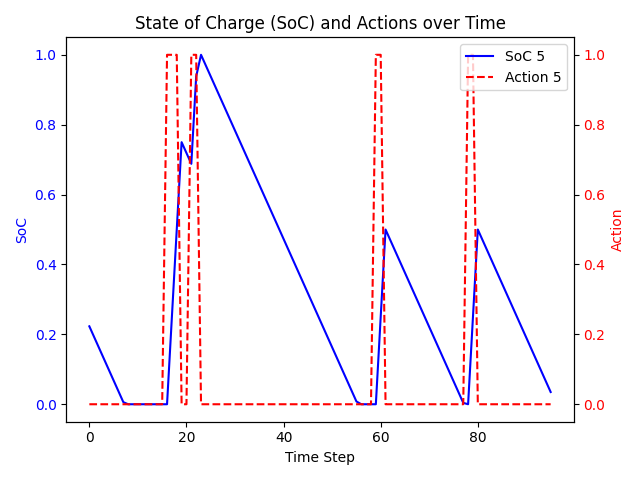 State of Charge (SoC) and Actions over Time
SoC 5
Action 5
1.0
0.8
0.6
0.4
0.2
0.0
SoC
1.0
0.8
0.6
0.4
0.2
0.0
Action
0 20 40 60 80
Time Step